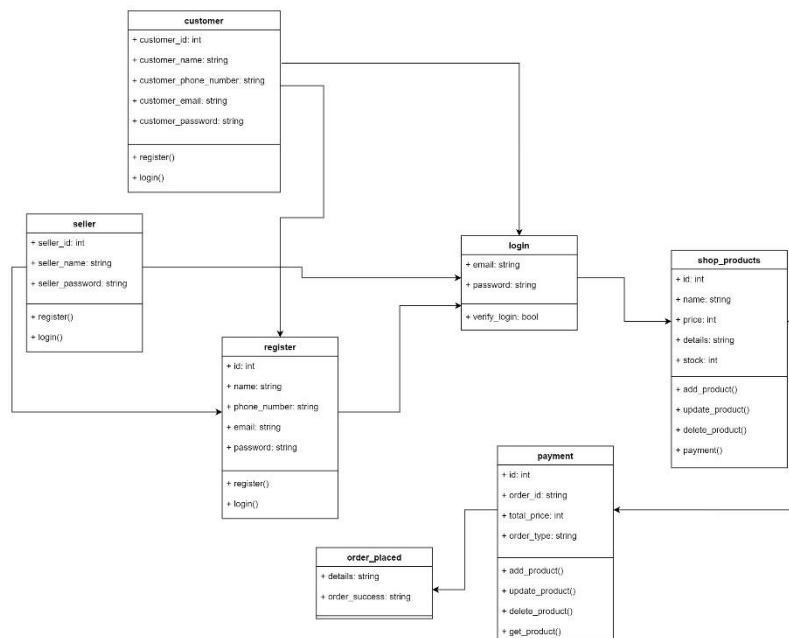 customer
+ customer_id: int
+ customer_name: string
+ customer_phone_number: string
+ customer_email: string
+ customer_password: string
+ register()
+ login()
seller
+ seller_id: int
+ seller_name: string
+ seller_password: string
+ register()
+ login()
register
+ id: int
+ name: string
+ phone_number: string
+ email: string
+ password: string
+ register()
+ login()
login
+ email: string
+ password: string
+ verify_login: bool
shop_products
+ id: int
+ name: string
+ price: int
+ details: string
+ stock: int
+ add_product()
+ update_product()
+ delete_product()
+ payment()
payment
+ id: int
+ order_id: string
+ total_price: int
+ order_type: string
+ add_product()
+ update_product()
+ delete_product()
+ get_product()
order_placed
+ details: string
+ order_success: string